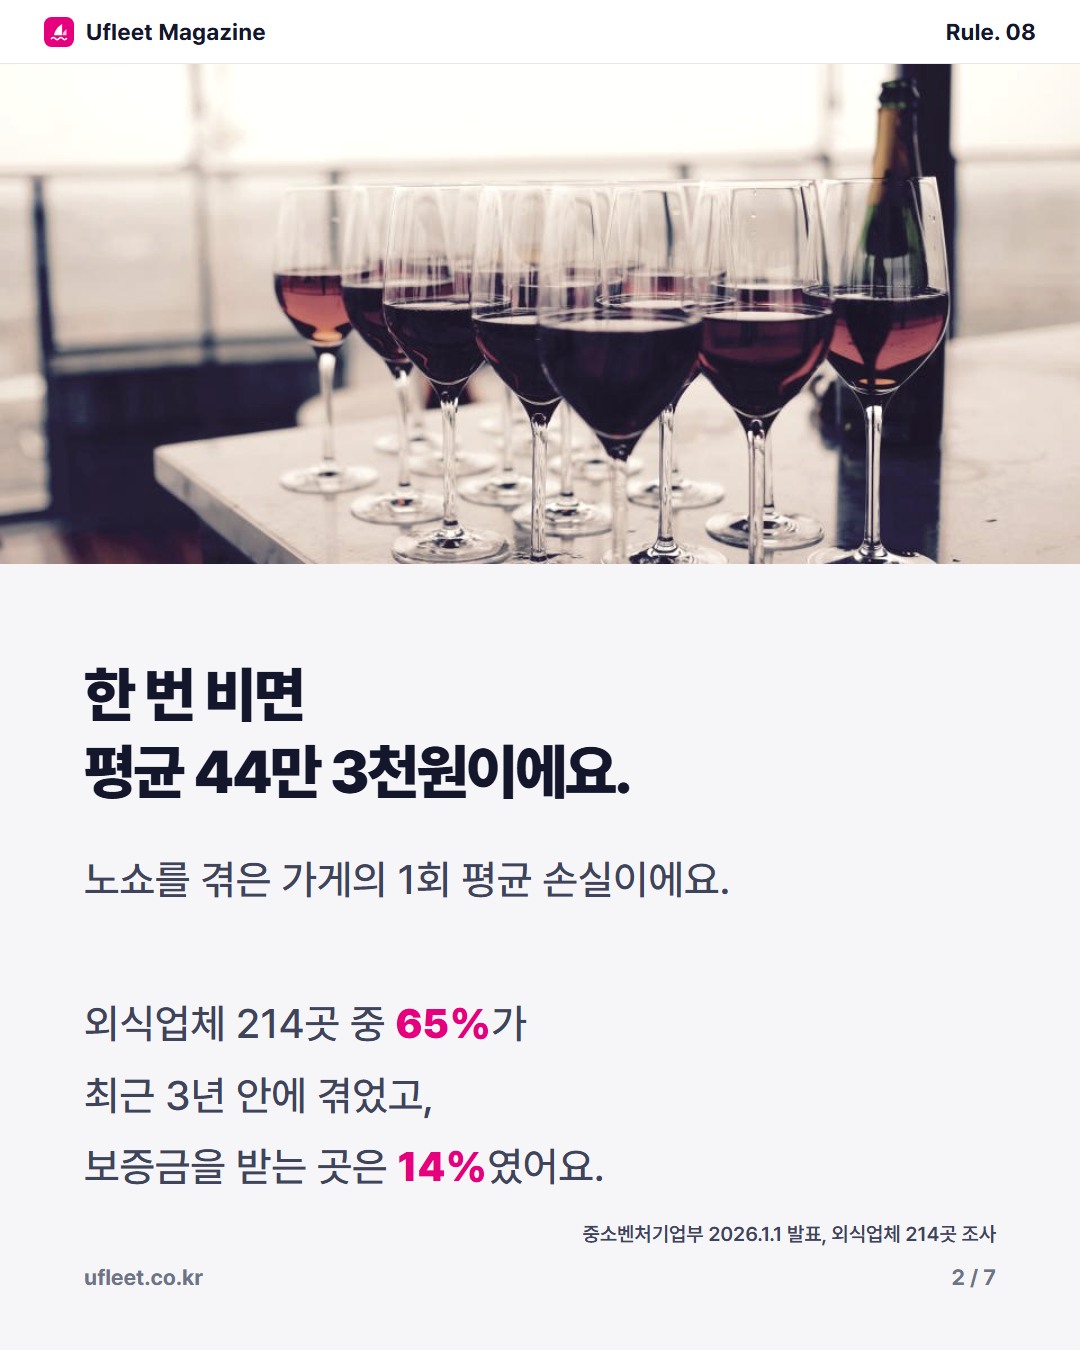 Ufleet Magazine
Rule. 08
한 번 비면
평균 44만 3천원이에요.
노쇼를 겪은 가게의 1회 평균 손실이에요.
외식업체 214곳 중 65%가
최근 3년 안에 겪었고,
보증금을 받는 곳은 14%였어요.
중소벤처기업부 2026.1.1 발표, 외식업체 214곳 조사
ufleet.co.kr
2 / 7